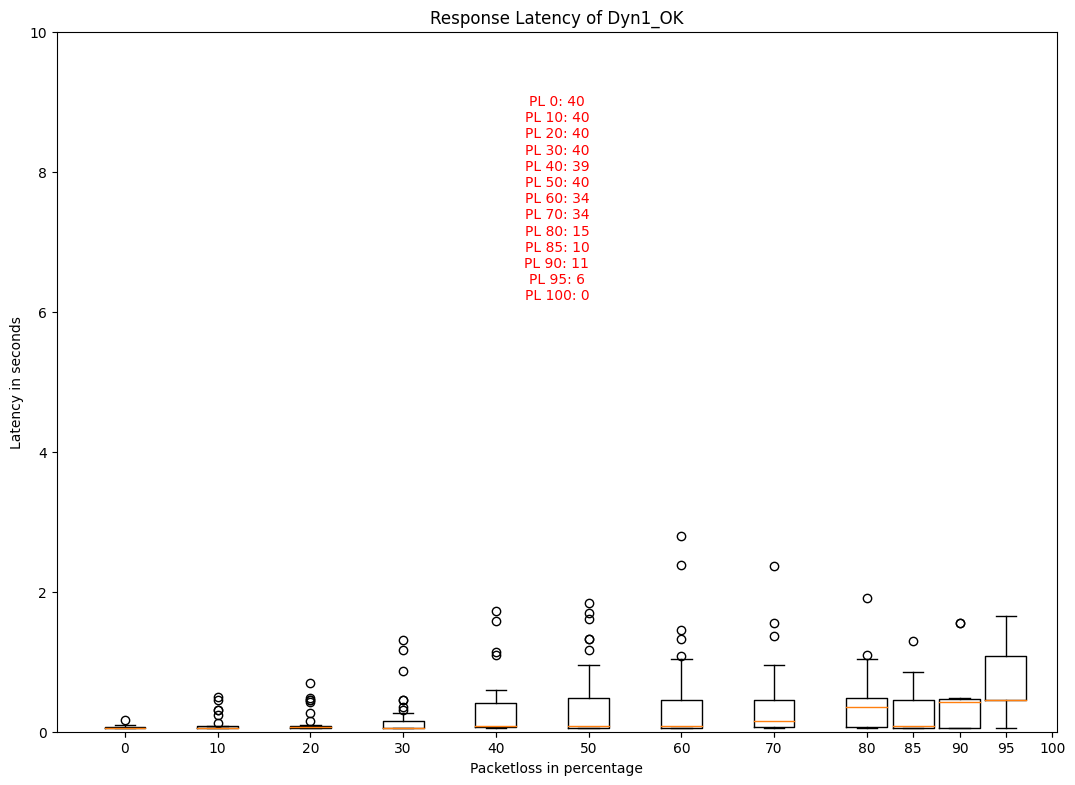 Response Latency of Dyn1_OK
10
8
6
4
2
0
Latency in seconds
PL 0: 40
PL 10: 40
PL 20: 40
PL 30: 40
PL 40: 39
PL 50: 40
PL 60: 34
PL 70: 34
PL 80: 15
PL 85: 10
PL 90: 11
PL 95: 6
PL 100: 0
0 10 20 30 40 50 60 70 80 85 90 95 100
Packetloss in percentage